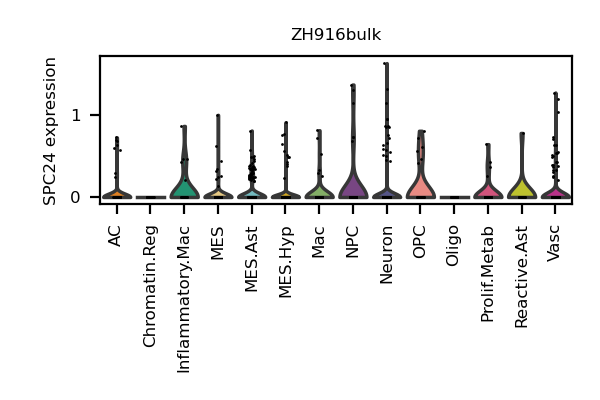 ZH916bulk
SPC24 expression
1
0
AC
Chromatin.Reg
Inflammatory.Mac
MES
MES.Ast
MES.Hyp
Mac
NPC
Neuron
OPC
Oligo
Prolif.Metab
Reactive.Ast
Vasc